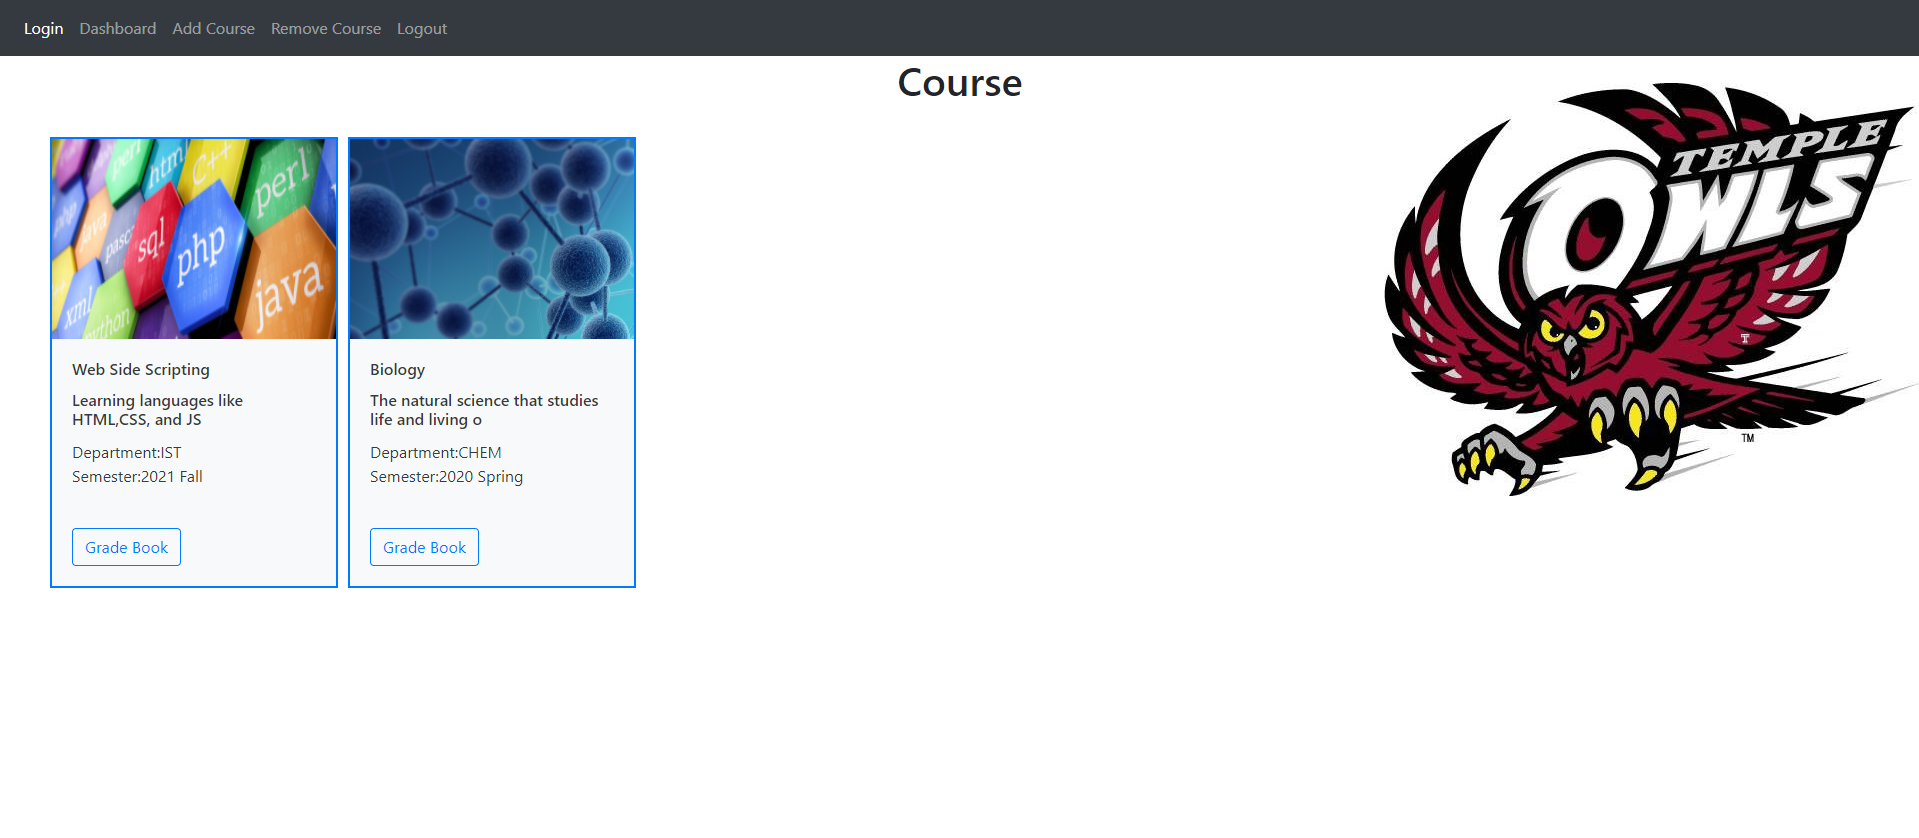 Login Dashboard Add Course Remove Course Logout
Course
TEMPLE
OWLS
T
TM
perl
html
C++
perl
php
java
pasc
sql
php
java
xml
python
Web Side Scripting
Learning languages like
HTML,CSS, and JS
Department:IST
Semester:2021 Fall
Grade Book
Biology
The natural science that studies
life and living o
Department:CHEM
Semester:2020 Spring
Grade Book